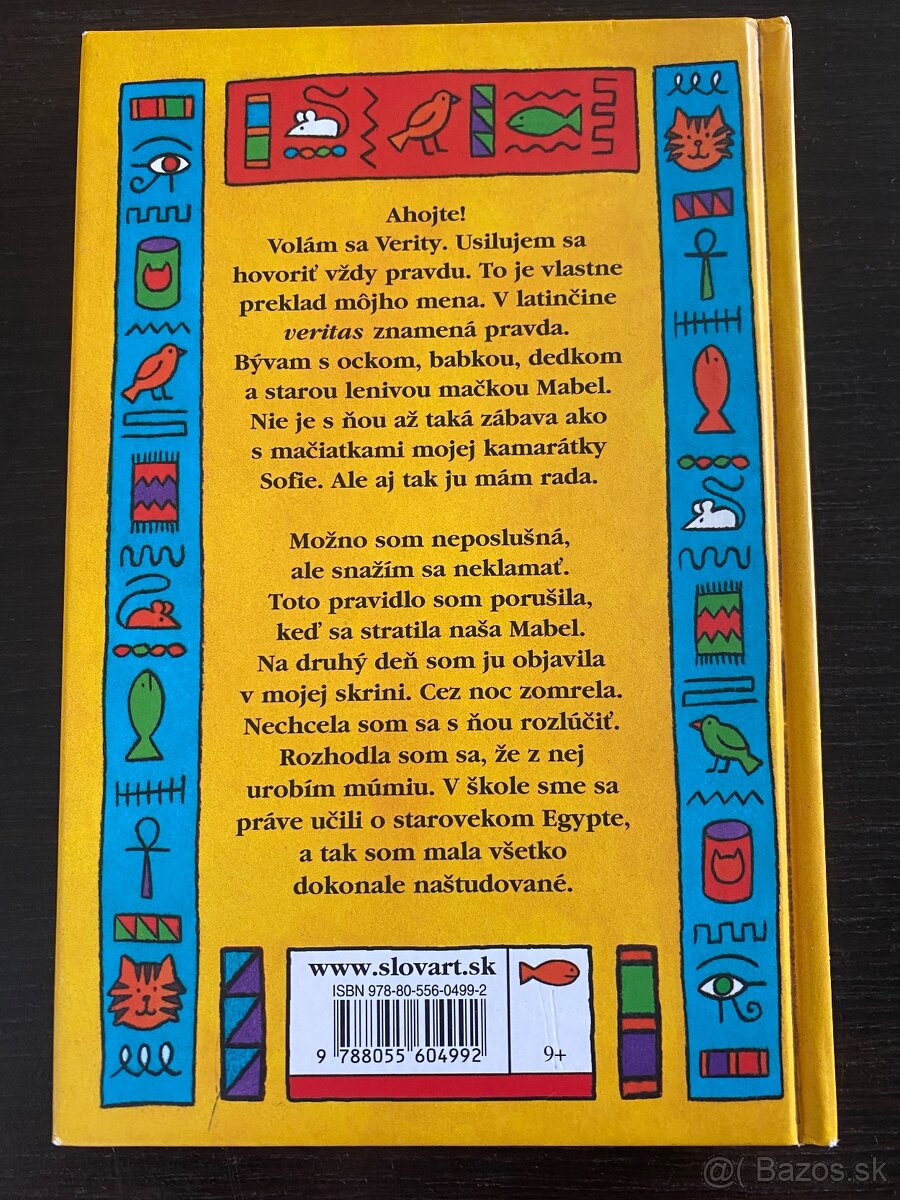 Ahojte!
Volám sa Verity. Usilujem sa
hovoriť vždy pravdu. To je vlastne
preklad môjho mena. V latinčine
veritas znamená pravda.
Bývam s ockom, babkou, dedkom
a starou lenivou mačkou Mabel.
Nie je s ňou až taká zábava ako
s mačiatkami mojej kamarátky
Sofie. Ale aj tak ju mám rada.
Možno som neposlušná,
ale snažím sa neklamať.
Toto pravidlo som porušila,
keď sa stratila naša Mabel.
Na druhý deň som ju objavila
v mojej skrini. Cez noc zomrela.
Nechcela som sa s ňou rozlúčiť.
Rozhodla som sa, že z nej
urobím múmiu. V škole sme sa
práve učili o starovekom Egypte,
a tak som mala všetko
dokonale naštudované.
www.slovart.sk
ISBN 978-80-556-0499-2
9 788055 604992
9+
@( Bazos.sk